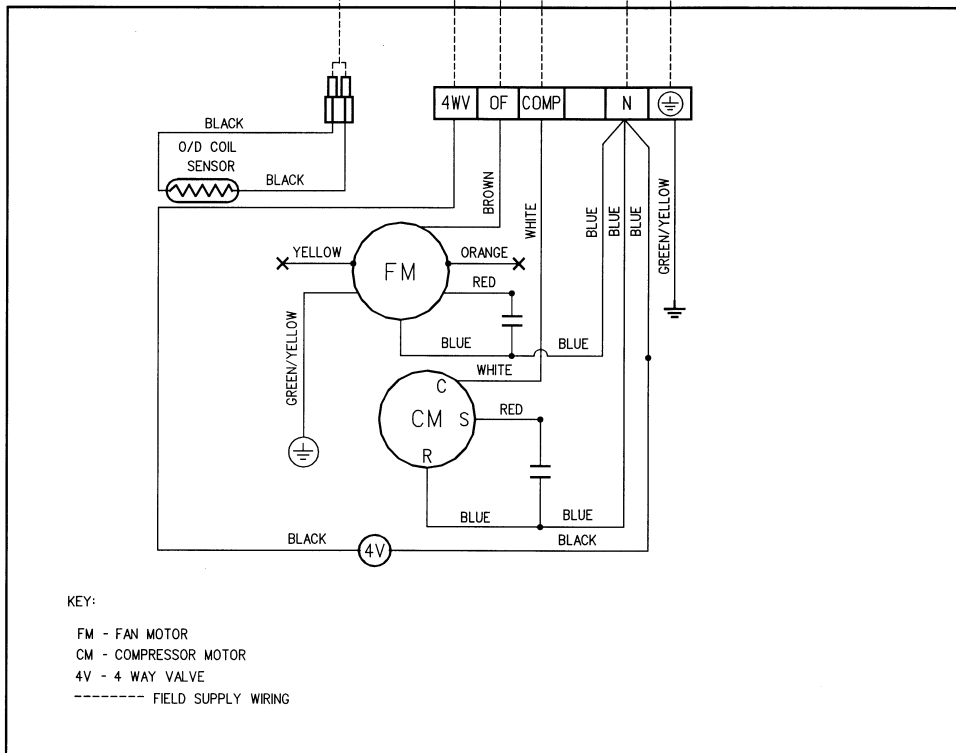 4WV OF COMP N
BLACK
O/D COIL
SENSOR
BLACK
BROWN
WHITE
BLUE
BLUE
BLUE
GREEN/YELLOW
YELLOW
FM
ORANGE
RED
GREEN/YELLOW
BLUE
BLUE
WHITE
C
CM S
RED
R
BLUE
BLUE
BLACK
4V
BLACK
KEY:
FM - FAN MOTOR
CM - COMPRESSOR MOTOR
4V - 4 WAY VALVE
-------- FIELD SUPPLY WIRING